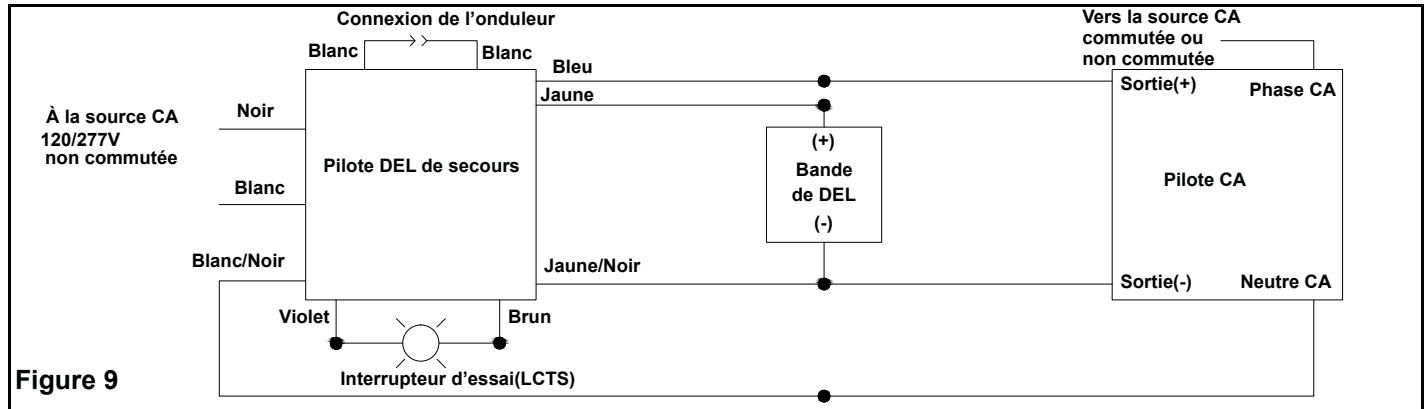 Connexion de l'onduleur
Blanc
Blanc
Bleu
Jaune
Vers la source CA
commutée ou
non commutée
Sortie(+)
Phase CA
À la source CA
120/277V
non commutée
Noir
Blanc
Pilote DEL de secours
(+)
Bande
de DEL
(-)
Pilote CA
Blanc/Noir
Jaune/Noir
Sortie(-)
Neutre CA
Violet
Brun
Interrupteur d'essai(LCTS)
Figure 9